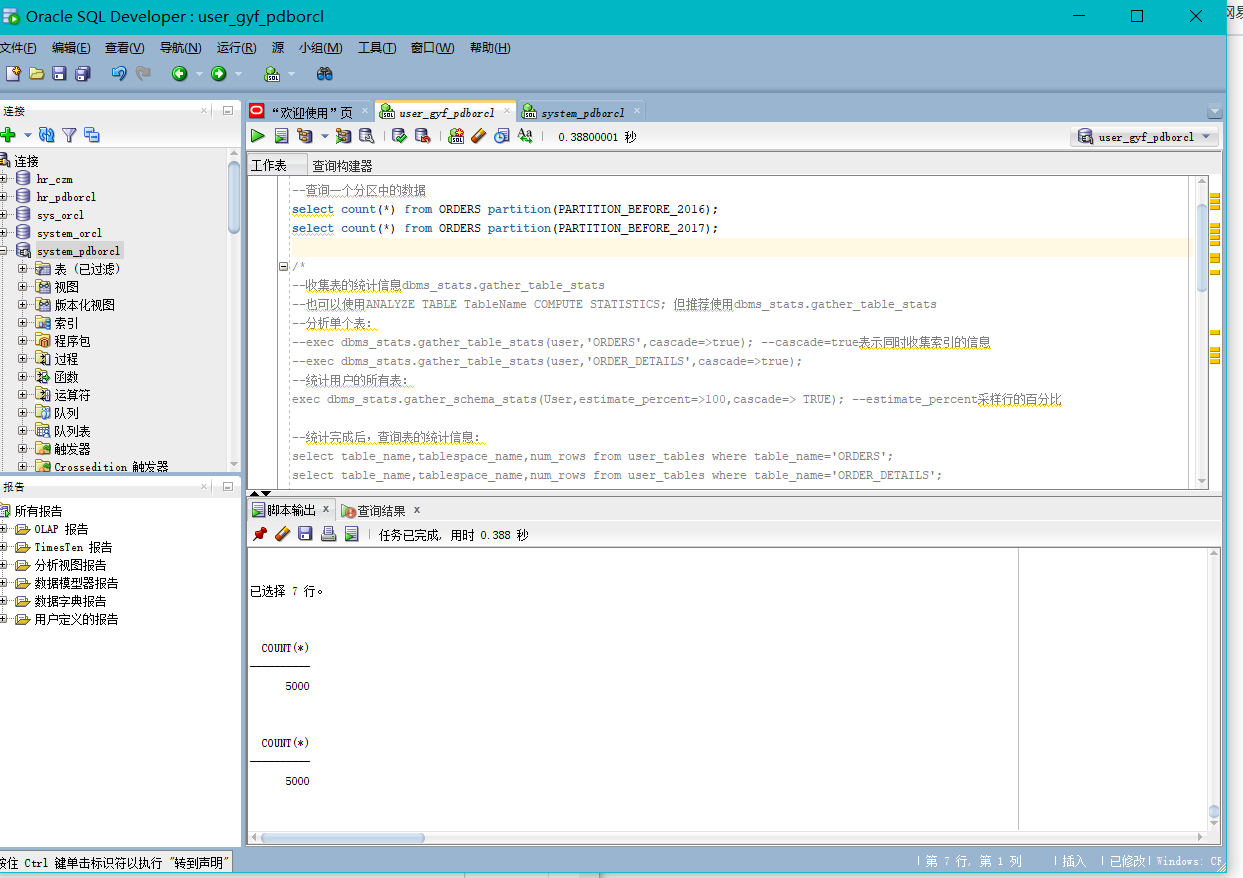 Oracle SQL Developer : user_gyf_pdborcl
文件(F) 编辑(E) 查看(V) 导航(N) 运行(R) 源 小组(M) 工具(T) 窗口(W) 帮助(H)
连接
连接
hr_czm
hr_pdborcl
sys_orcl
system_orcl
system_pdborcl
表 (已过滤)
视图
版本化视图
索引
程序包
过程
函数
运算符
队列
队列表
触发器
Crossedition 触发器
报告
所有报告
OLAP 报告
TimesTen 报告
分析视图报告
数据模型器报告
数据字典报告
用户定义的报告
“欢迎使用”页 user_gyf_pdborcl system_pdborcl
0.38800001 秒 user_gyf_pdborcl
工作表 查询构建器
--查询一个分区中的数据
select count(*) from ORDERS partition(PARTITION_BEFORE_2016);
select count(*) from ORDERS partition(PARTITION_BEFORE_2017);
/*
--收集表的统计信息dbms_stats.gather_table_stats
--也可以使用ANALYZE TABLE TableName COMPUTE STATISTICS; 但推荐使用dbms_stats.gather_table_stats
--分析单个表:
--exec dbms_stats.gather_table_stats(user,'ORDERS',cascade=>true); --cascade=true表示同时收集索引的信息
--exec dbms_stats.gather_table_stats(user,'ORDER_DETAILS',cascade=>true);
--统计用户的所有表:
exec dbms_stats.gather_schema_stats(User,estimate_percent=>100,cascade=> TRUE); --estimate_percent采样行的百分比
--统计完成后，查询表的统计信息:
select table_name,tablespace_name,num_rows from user_tables where table_name='ORDERS';
select table_name,tablespace_name,num_rows from user_tables where table_name='ORDER_DETAILS';
脚本输出 查询结果
任务已完成, 用时 0.388 秒
已选择 7 行。
COUNT(*)
5000
COUNT(*)
5000
按住 Ctrl 键单击标识符以执行 "转到声明" 第 7 行, 第 1 列 插入 已修改 Windows: CR